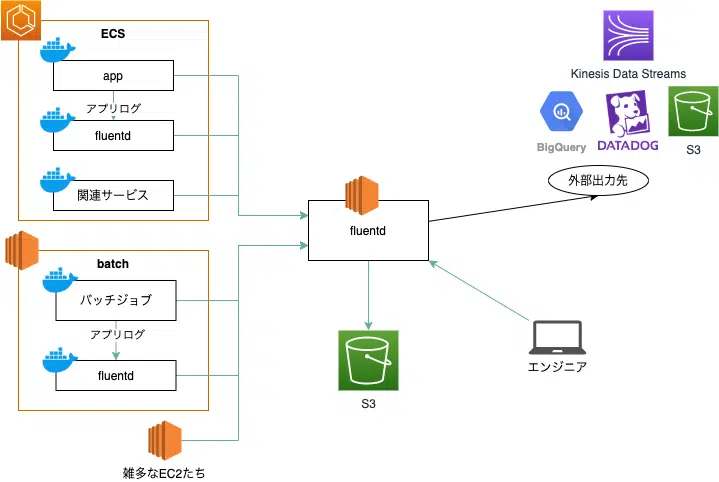 ECS
app
アプリログ
fluentd
関連サービス
batch
バッチジョブ
アプリログ
fluentd
雑多なEC2たち
fluentd
S3
Kinesis Data Streams
BigQuery
DATADOG
S3
外部出力先
エンジニア